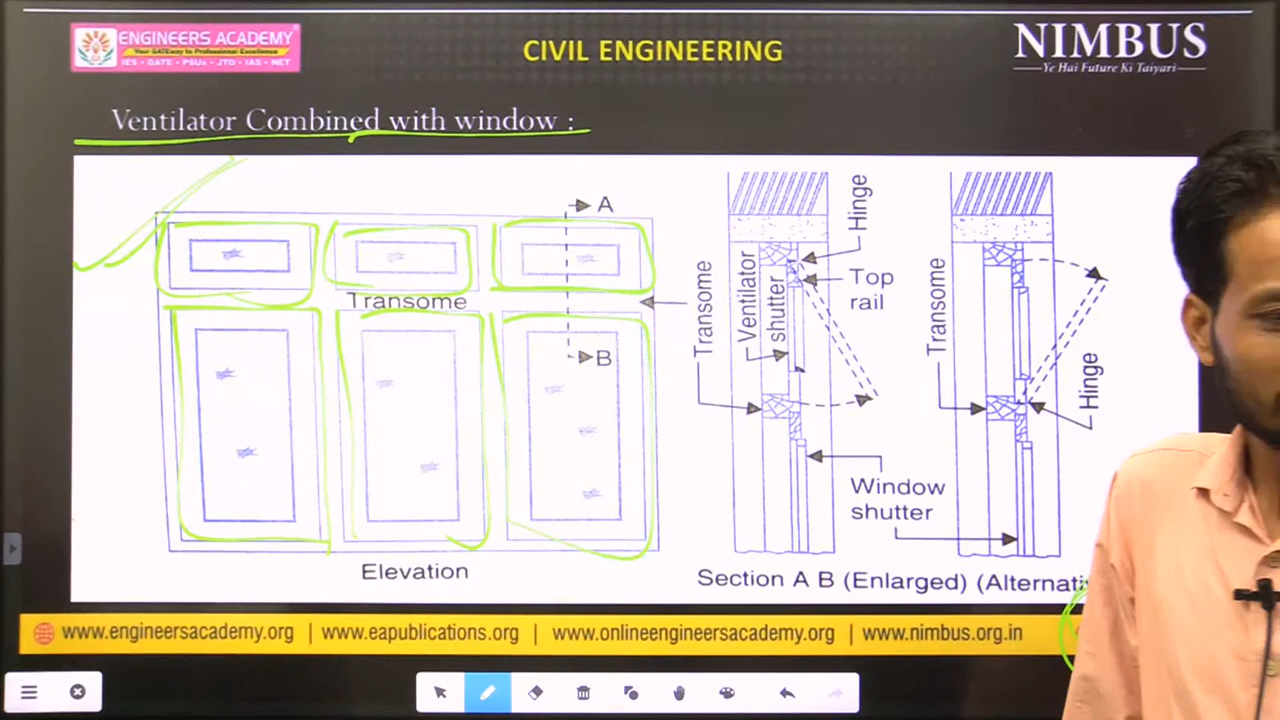 ENGINEERS ACADEMY
Your GATEway to Professional Excellence
IES • GATE • PSUs • JTO • IAS • NET
CIVIL ENGINEERING
NIMBUS
Ye Hai Future Ki Taiyari
Ventilator Combined with window :
A
Transome
B
Elevation
Transome
Ventilator
shutter
Hinge
Top
rail
Transome
Hinge
Window
shutter
Section A B (Enlarged) (Alternati
www.engineersacademy.org | www.eapublications.org | www.onlineengineersacademy.org | www.nimbus.org.in